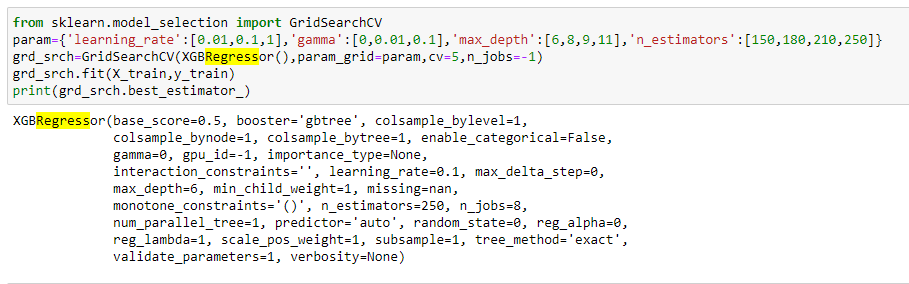 from sklearn.model_selection import GridSearchCV
param={'learning_rate':[0.01,0.1,1],'gamma':[0,0.01,0.1],'max_depth':[6,8,9,11],'n_estimators':[150,180,210,250]}
grd_srch=GridSearchCV(XGBRegressor(),param_grid=param,cv=5,n_jobs=-1)
grd_srch.fit(X_train,y_train)
print(grd_srch.best_estimator_)
XGBRegressor(base_score=0.5, booster='gbtree', colsample_bylevel=1,
colsample_bynode=1, colsample_bytree=1, enable_categorical=False,
gamma=0, gpu_id=-1, importance_type=None,
interaction_constraints='', learning_rate=0.1, max_delta_step=0,
max_depth=6, min_child_weight=1, missing=nan,
monotone_constraints='()', n_estimators=250, n_jobs=8,
num_parallel_tree=1, predictor='auto', random_state=0, reg_alpha=0,
reg_lambda=1, scale_pos_weight=1, subsample=1, tree_method='exact',
validate_parameters=1, verbosity=None)